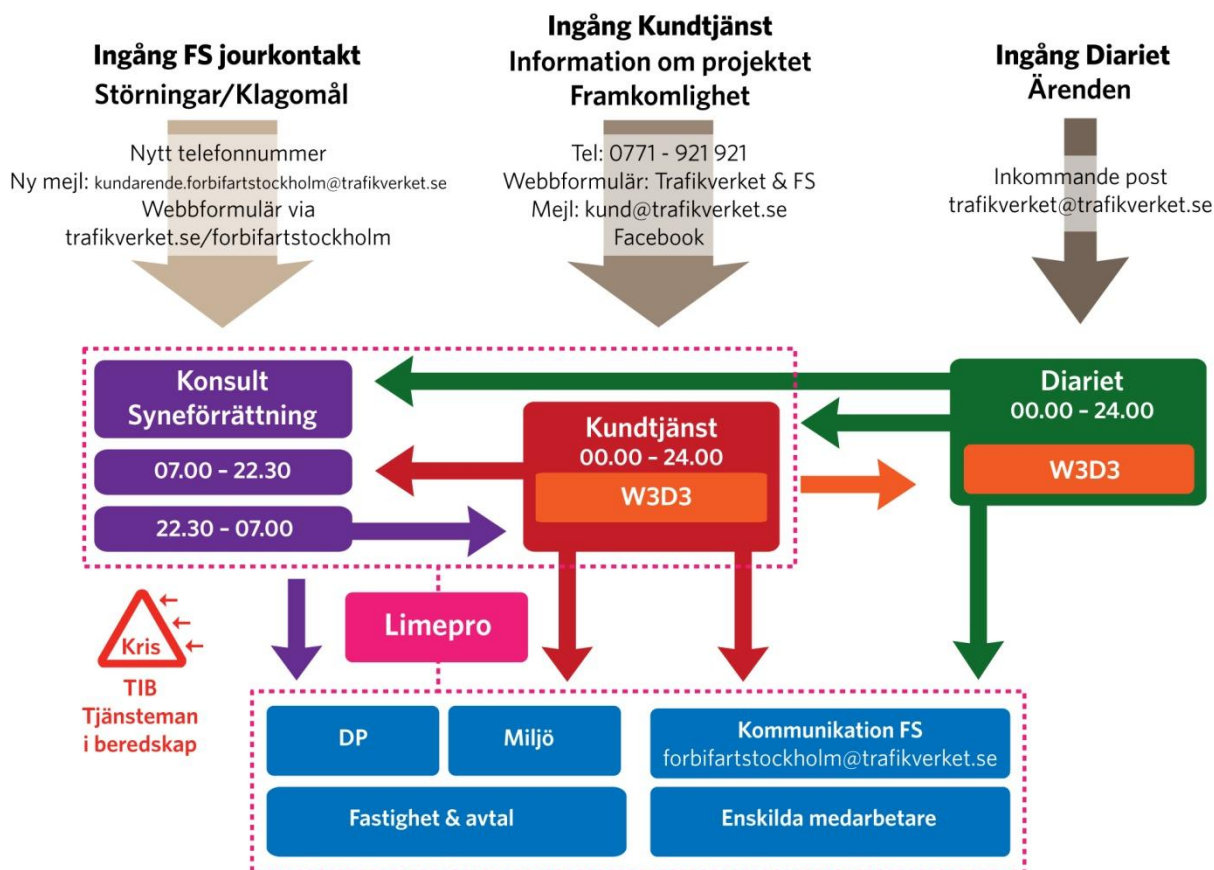 Ingång FS jourkontakt
Störningar/Klagomål
Nytt telefonnummer
Ny mejl: kundarende.forbifartstockholm@trafikverket.se
Webbformulär via
trafikverket.se/forbifartstockholm
Ingång Kundtjänst
Information om projektet
Framkomlighet
Tel: 0771 - 921 921
Webbformulär: Trafikverket & FS
Mejl: kund@trafikverket.se
Facebook
Ingång Diariet
Ärenden
Inkommande post
trafikverket@trafikverket.se
Konsult
Syneförrättning
07.00 – 22.30
22.30 – 07.00
Kundtjänst
00.00 – 24.00
W3D3
Diariet
00.00 – 24.00
W3D3
Kris
TIB
Tjänsteman
i beredskap
Limepro
DP
Miljö
Kommunikation FS
forbifartstockholm@trafikverket.se
Fastighet & avtal
Enskilda medarbetare